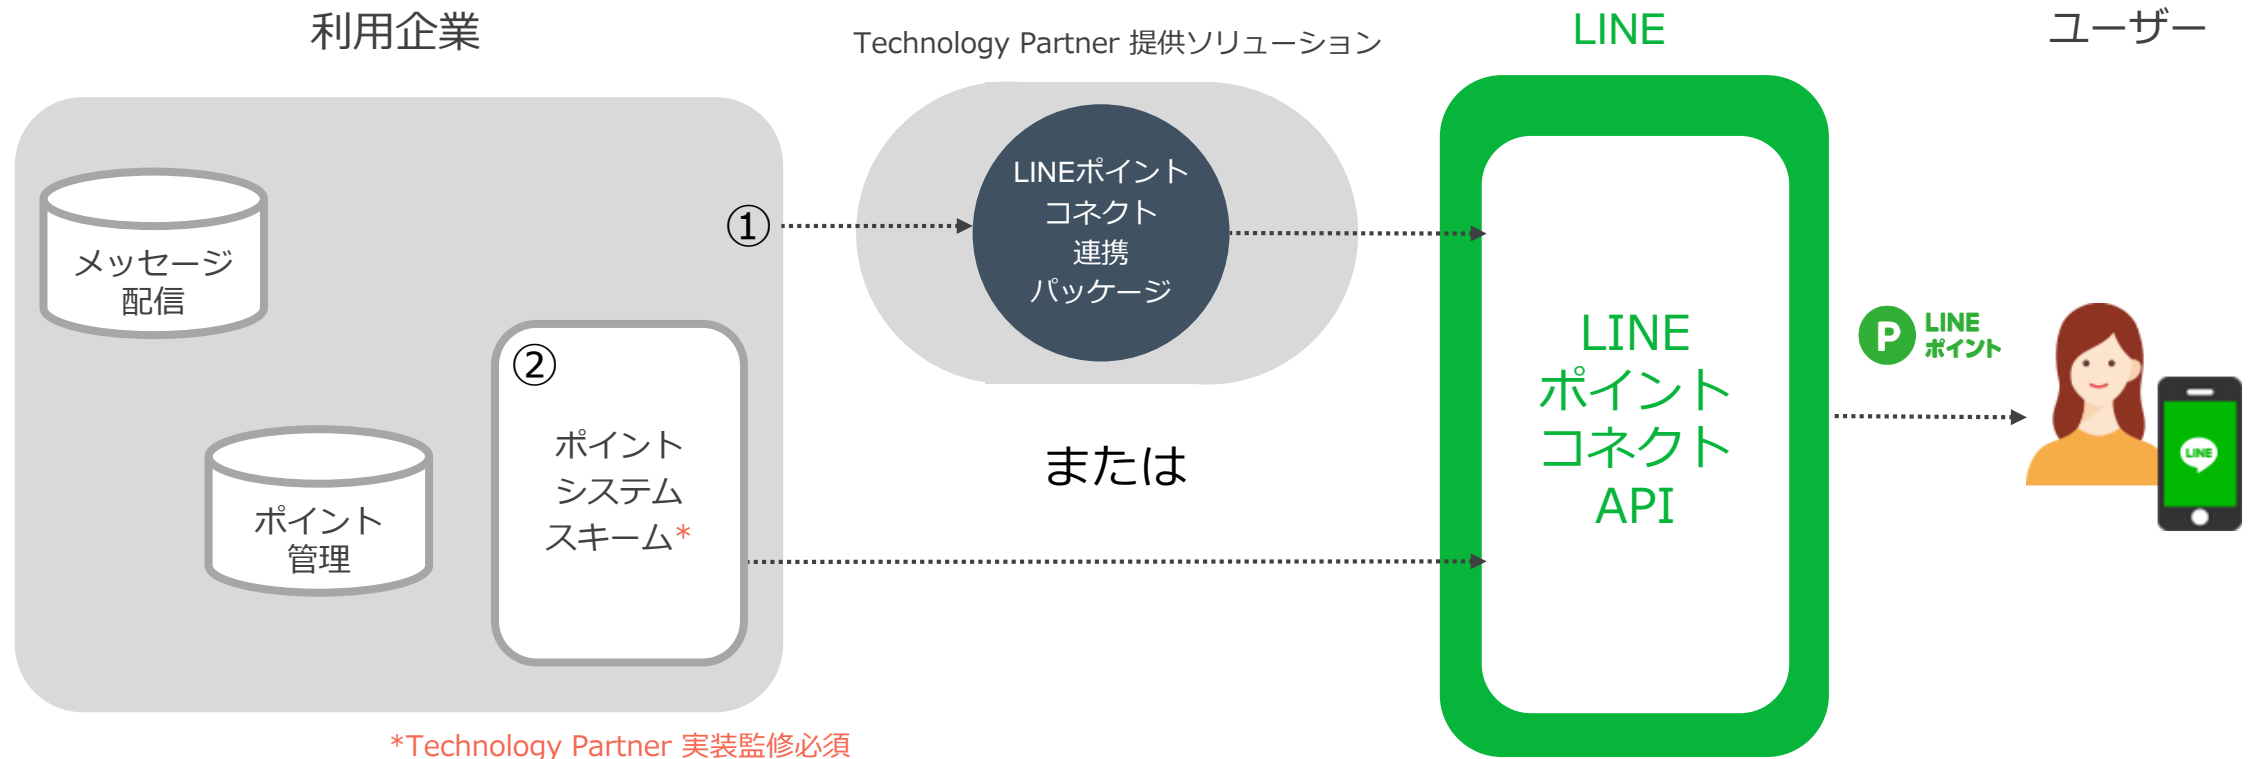 利用企業
Technology Partner 提供ソリューション
LINE
ユーザー
メッセージ
配信
①
LINEポイント
コネクト
連携
パッケージ
②
ポイント
システム
スキーム*
ポイント
管理
または
LINE
ポイント
コネクト
API
P
LINE
ポイント
LINE
*Technology Partner 実装監修必須